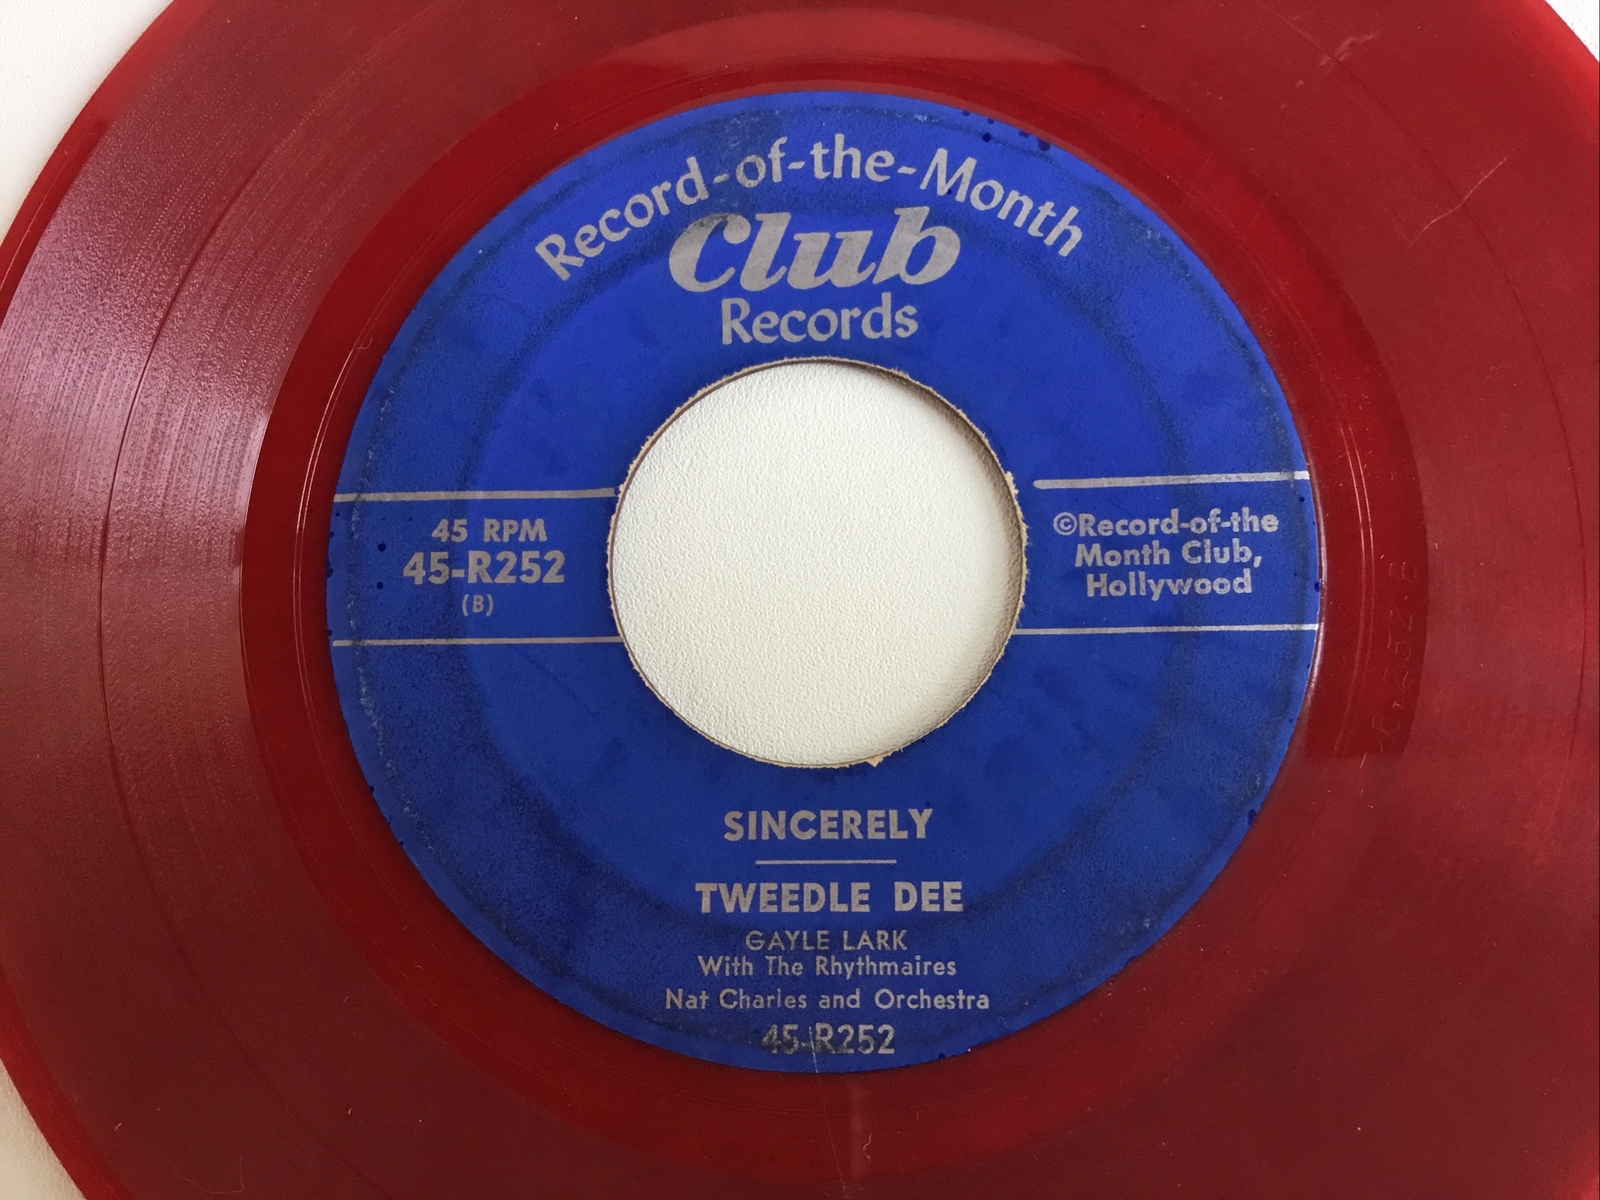 Record-of-the-Month
Club
Records
45 RPM
45-R252
(B)
©Record-of-the
Month Club,
Hollywood
SINCERELY
TWEEDLE DEE
GAYLE LARK
With The Rhythmaires
Nat Charles and Orchestra
45-R252